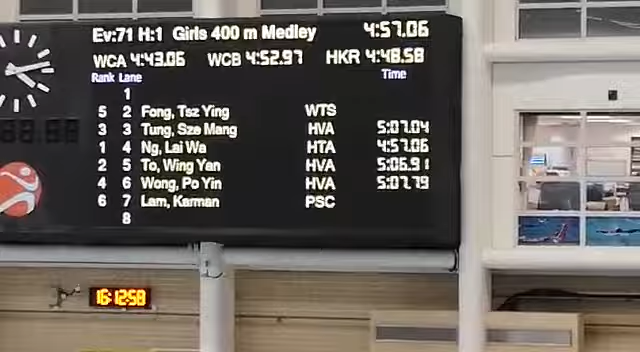 Ev:71 H:1 Girls 400 m Medley 4:57.06
WCA 4:43.06 WCB 4:52.97 HKR 4:48.58
Rank Lane Time
1
5 2 Fong, Tsz Ying WTS
3 3 Tung, Sze Mang HVA 5:07.04
1 4 Ng, Lai Wa HTA 4:57.06
2 5 To, Wing Yan HVA 5:06.91
4 6 Wong, Po Yin HVA 5:07.79
6 7 Lam, Karman PSC
8
16:12:58